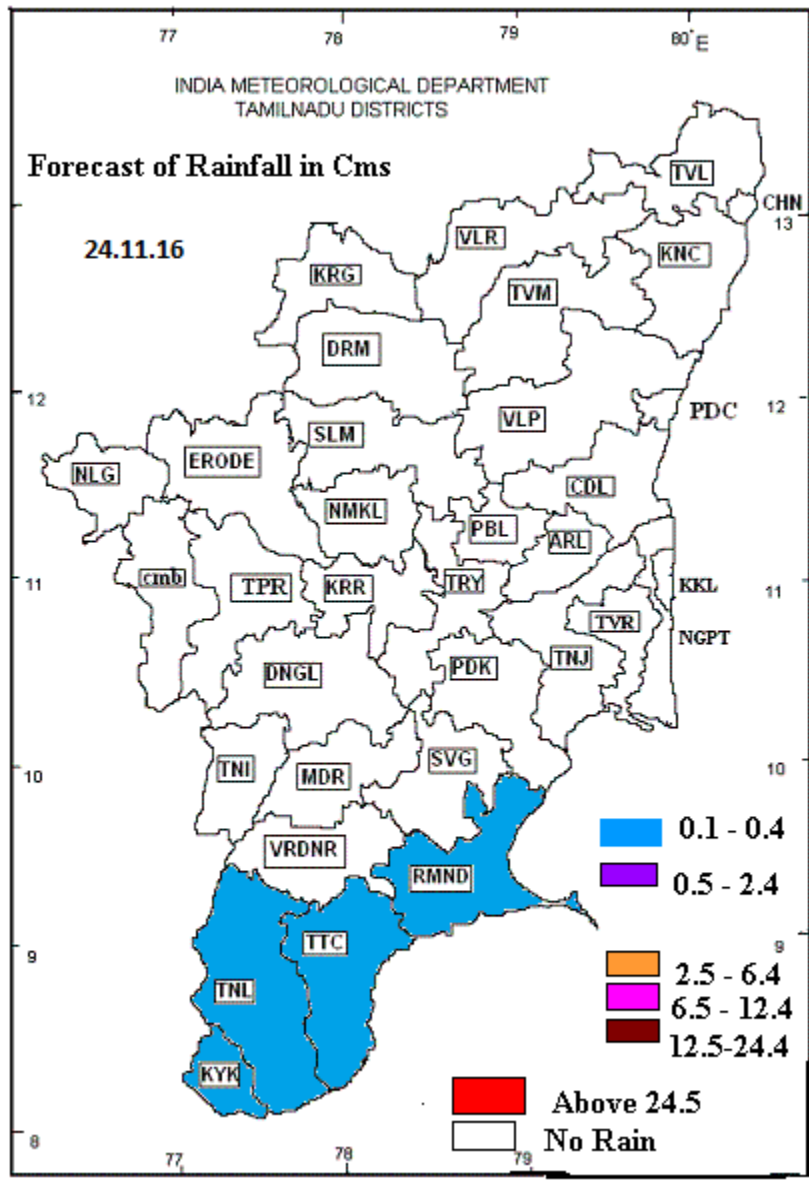 77 78 79 80° E
INDIA METEOROLOGICAL DEPARTMENT
TAMILNADU DISTRICTS
Forecast of Rainfall in Cms
TVL
CHN
13
24.11.16
VLR
KNC
KRG
TVM
DRM
12
12
PDC
VLP
SLM
ERODE
NLG
CDL
NMKL
PBL
ARL
11
cmb
TPR
KRR
TRY
KKL
11
TVR
NGPT
TNJ
DNGL
PDK
10
TNI
MDR
SVG
10
0.1 - 0.4
VRDNR
RMND
0.5 - 2.4
9
TTC
9
2.5 - 6.4
TNL
6.5 - 12.4
12.5-24.4
KYK
Above 24.5
8
No Rain
77 78 79